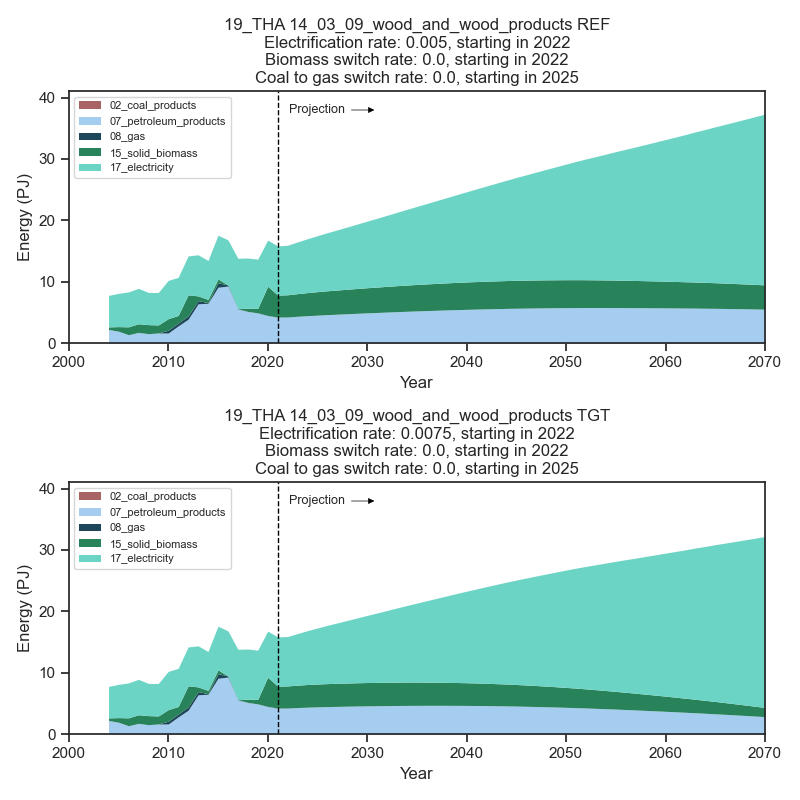 19_THA 14_03_09_wood_and_wood_products REF
Electrification rate: 0.005, starting in 2022
Biomass switch rate: 0.0, starting in 2022
Coal to gas switch rate: 0.0, starting in 2025
40
30
20
10
0
Energy (PJ)
02_coal_products
07_petroleum_products
08_gas
15_solid_biomass
17_electricity
Projection
2000 2010 2020 2030 2040 2050 2060 2070
Year
19_THA 14_03_09_wood_and_wood_products TGT
Electrification rate: 0.0075, starting in 2022
Biomass switch rate: 0.0, starting in 2022
Coal to gas switch rate: 0.0, starting in 2025
40
30
20
10
0
Energy (PJ)
02_coal_products
07_petroleum_products
08_gas
15_solid_biomass
17_electricity
Projection
2000 2010 2020 2030 2040 2050 2060 2070
Year